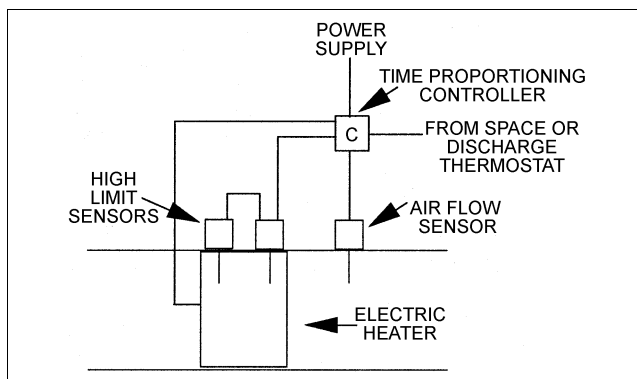 POWER
SUPPLY
TIME PROPORTIONING
CONTROLLER
C
FROM SPACE OR
DISCHARGE
THERMOSTAT
HIGH
LIMIT
SENSORS
AIR FLOW
SENSOR
ELECTRIC
HEATER